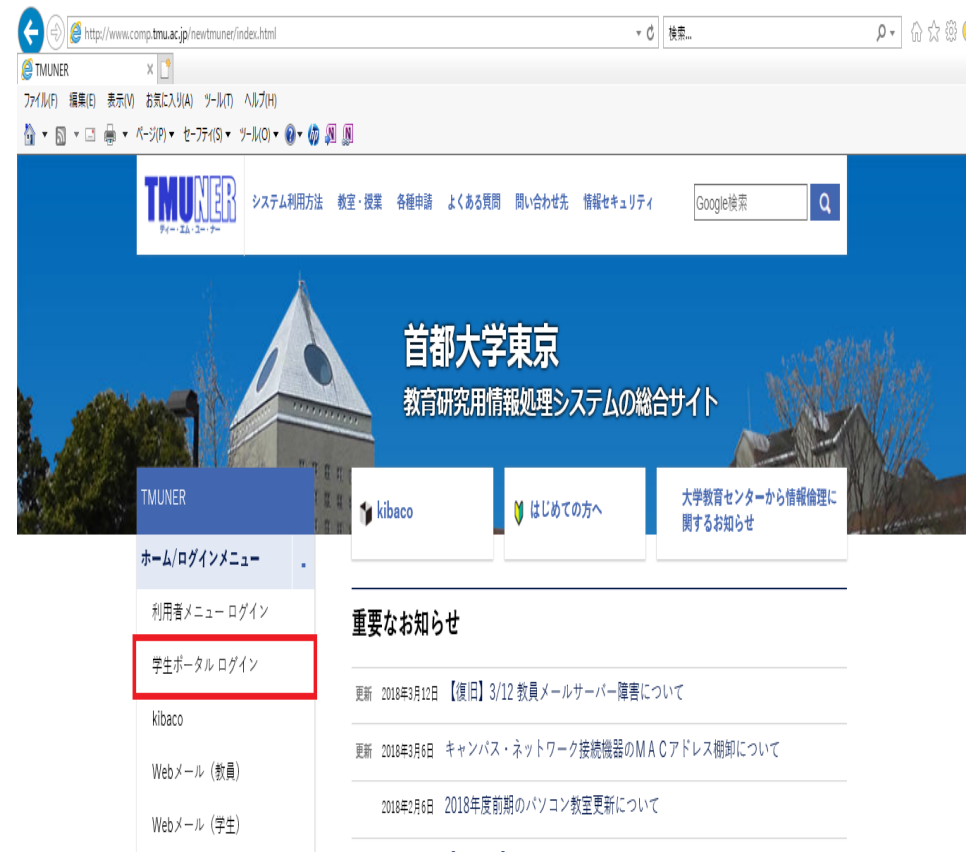 http://www.comp.tmu.ac.jp/newtmuner/index.html
検索...
TMUNER
ファイル(F) 編集(E) 表示(V) お気に入り(A) ツール(T) ヘルプ(H)
ページ(P) セーフティ(S) ツール(O)
TMUNER
ティー・エム・ユー・ナー
システム利用方法 教室・授業 各種申請 よくある質問 問い合わせ先 情報セキュリティ
Google検索
首都大学東京
教育研究用情報処理システムの総合サイト
TMUNER
kibaco
はじめての方へ
大学教育センターから情報倫理に
関するお知らせ
ホーム/ログインメニュー
利用者メニュー ログイン
学生ポータル ログイン
kibaco
Webメール（教員）
Webメール（学生）
重要なお知らせ
更新 2018年3月12日 【復旧】3/12 教員メールサーバー障害について
更新 2018年3月6日 キャンパス・ネットワーク接続機器のＭＡＣアドレス棚卸について
2018年2月6日 2018年度前期のパソコン教室更新について